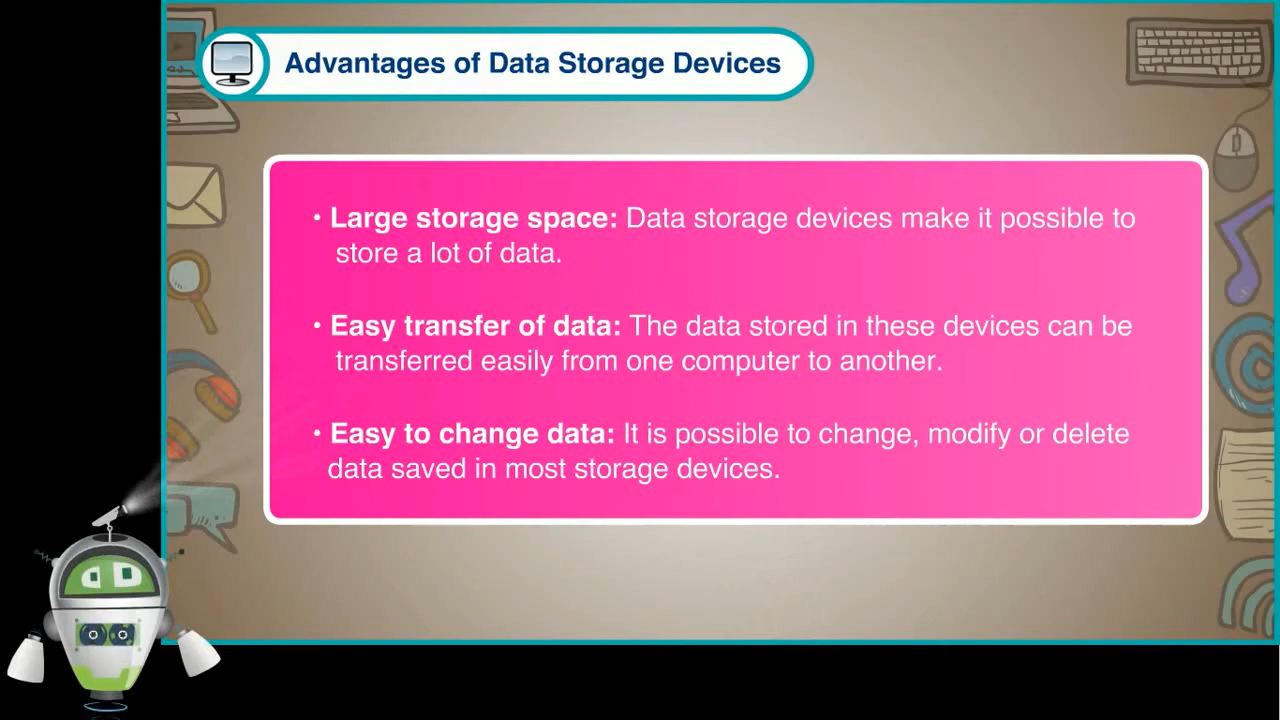 Advantages of Data Storage Devices
• Large storage space: Data storage devices make it possible to
store a lot of data.
• Easy transfer of data: The data stored in these devices can be
transferred easily from one computer to another.
• Easy to change data: It is possible to change, modify or delete
data saved in most storage devices.